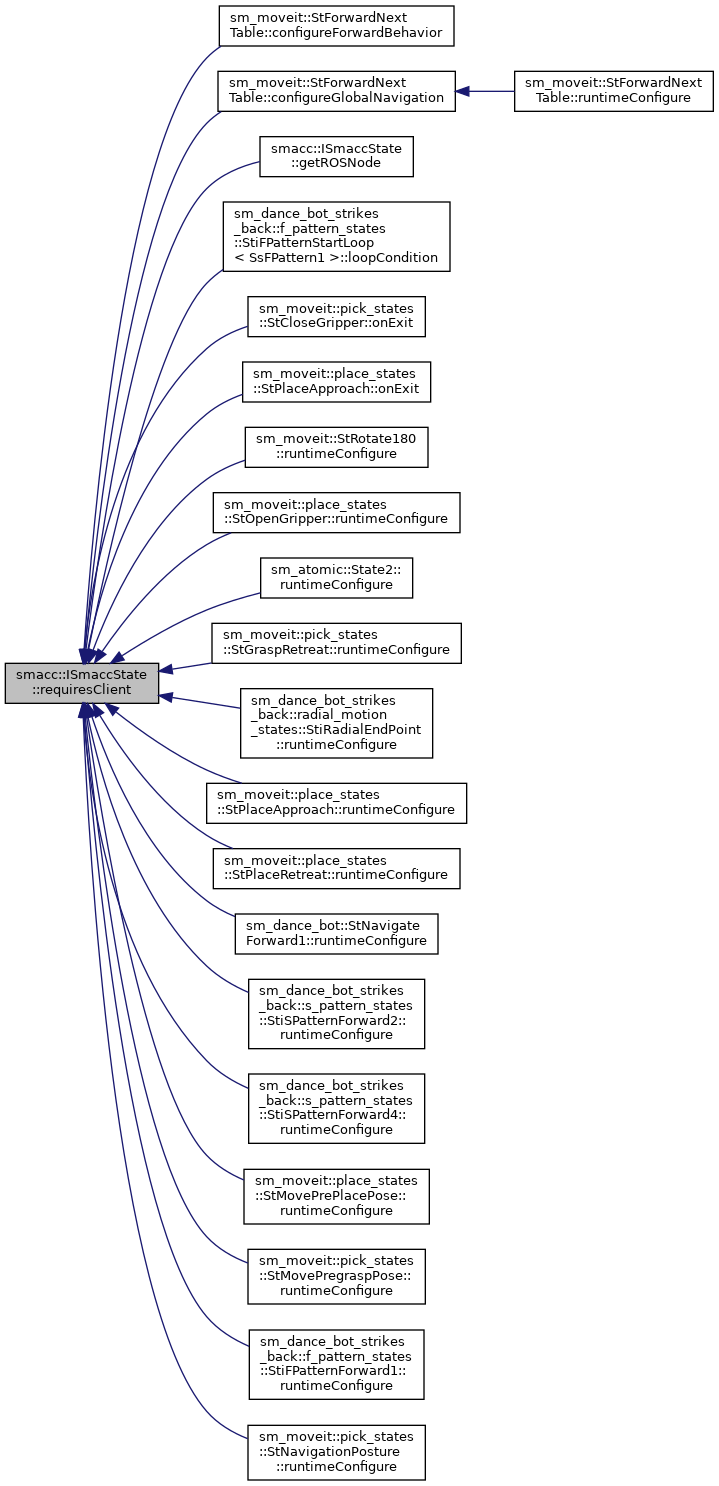 sm_moveit::StForwardNext
Table::configureForwardBehavior
sm_moveit::StForwardNext
Table::configureGlobalNavigation
sm_moveit::StForwardNext
Table::runtimeConfigure
smacc::ISmaccState
::getROSNode
sm_dance_bot_strikes
_back::f_pattern_states
::StiFPatternStartLoop
< SsFPattern1 >::loopCondition
sm_moveit::pick_states
::StCloseGripper::onExit
sm_moveit::place_states
::StPlaceApproach::onExit
sm_moveit::StRotate180
::runtimeConfigure
sm_moveit::place_states
::StOpenGripper::runtimeConfigure
sm_atomic::State2::
runtimeConfigure
sm_moveit::pick_states
::StGraspRetreat::runtimeConfigure
smacc::ISmaccState
::requiresClient
sm_dance_bot_strikes
_back::radial_motion
_states::StiRadialEndPoint
::runtimeConfigure
sm_moveit::place_states
::StPlaceApproach::runtimeConfigure
sm_moveit::place_states
::StPlaceRetreat::runtimeConfigure
sm_dance_bot::StNavigate
Forward1::runtimeConfigure
sm_dance_bot_strikes
_back::s_pattern_states
::StiSPatternForward2::
runtimeConfigure
sm_dance_bot_strikes
_back::s_pattern_states
::StiSPatternForward4::
runtimeConfigure
sm_moveit::place_states
::StMovePrePlacePose::
runtimeConfigure
sm_moveit::pick_states
::StMovePregraspPose::
runtimeConfigure
sm_dance_bot_strikes
_back::f_pattern_states
::StiFPatternForward1::
runtimeConfigure
sm_moveit::pick_states
::StNavigationPosture
::runtimeConfigure